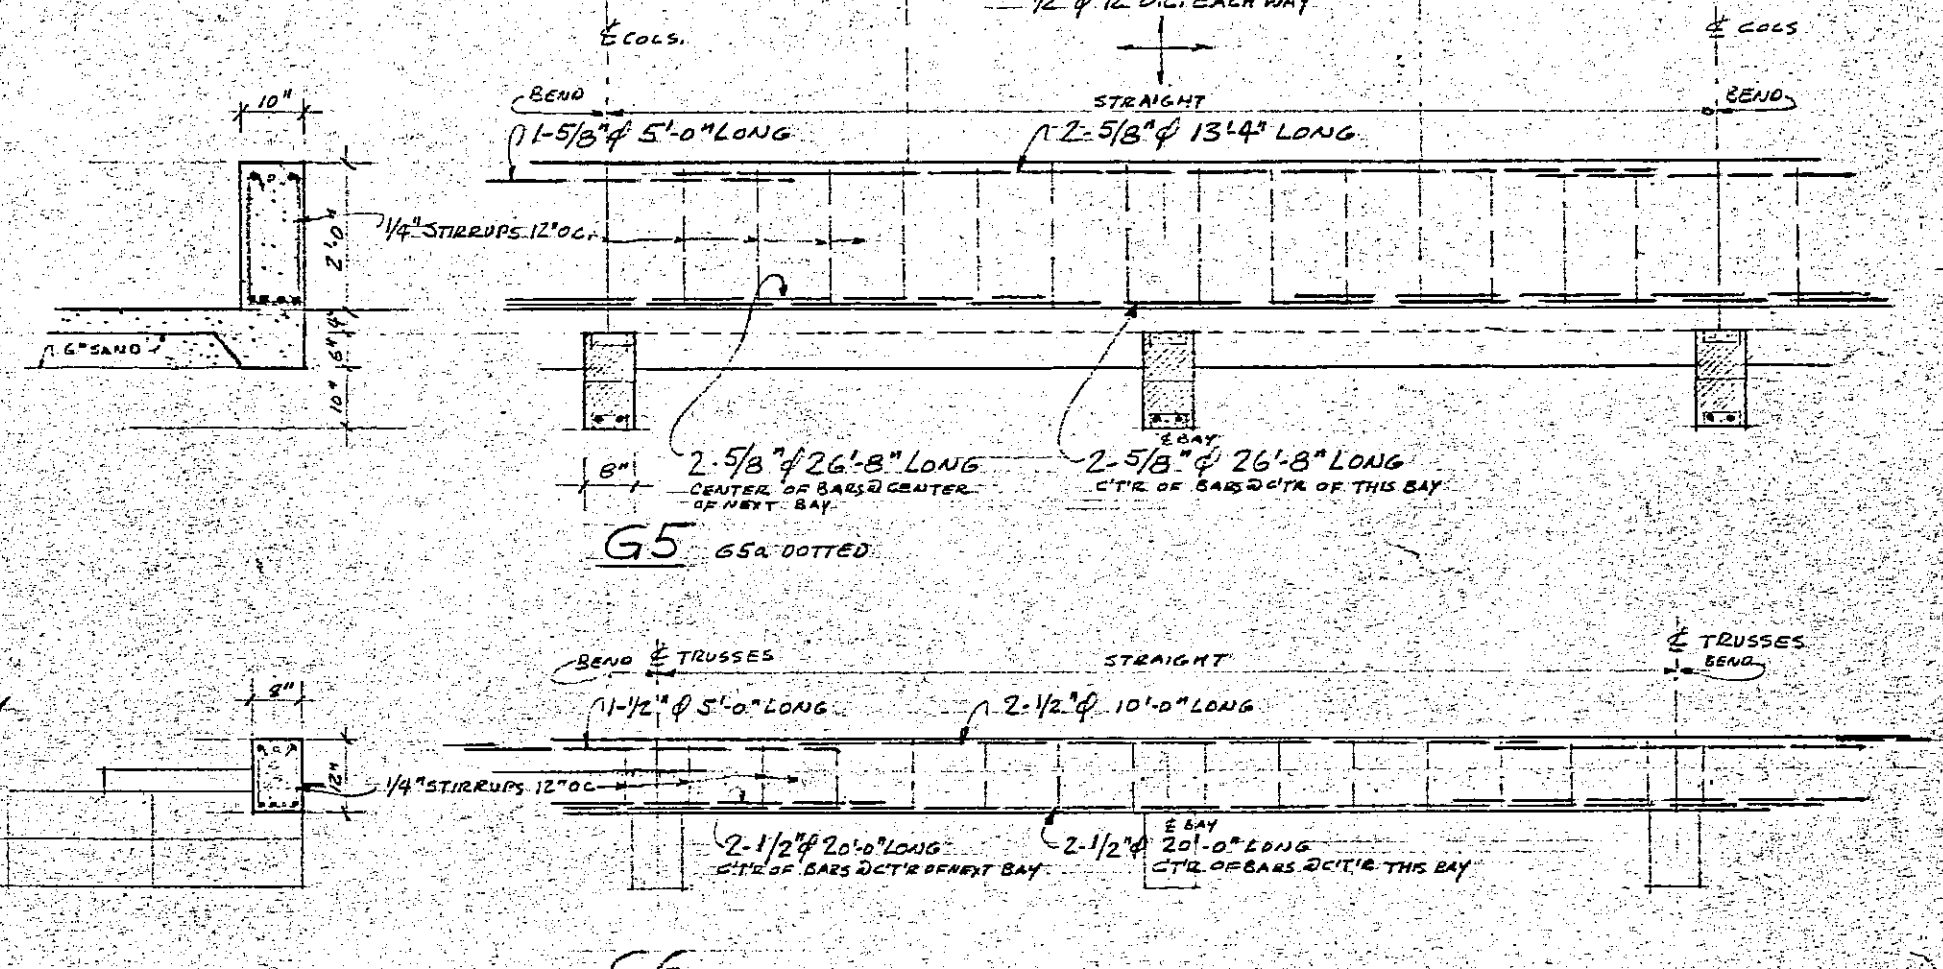 1/2" ⌀ 12" O.C. EACH WAY
℄ COLS.
℄ COLS
10"
BEND
STRAIGHT
BEND
1-5/8"⌀ 5'-0" LONG
2-5/8"⌀ 13'-4" LONG
1/4" STIRRUPS 12" OC.
2'-0"
4"
6"
10"
6" SAND
8"
2-5/8"⌀ 26'-8" LONG
CENTER OF BARS @ CENTER
OF NEXT BAY
℄ BAY
2-5/8"⌀ 26'-8" LONG
C'T'R OF BARS @ C'T'R OF THIS BAY
G5 G5a DOTTED
BEND ℄ TRUSSES
STRAIGHT
℄ TRUSSES
BEND
8"
1-1/2"⌀ 5'-0" LONG
2-1/2"⌀ 10'-0" LONG
12"
1/4" STIRRUPS 12" OC
2-1/2"⌀ 20'-0" LONG
C'T'R OF BARS @ C'T'R OF NEXT BAY
℄ BAY
2-1/2"⌀ 20'-0" LONG
C'T'R OF BARS @ C'T'R THIS BAY